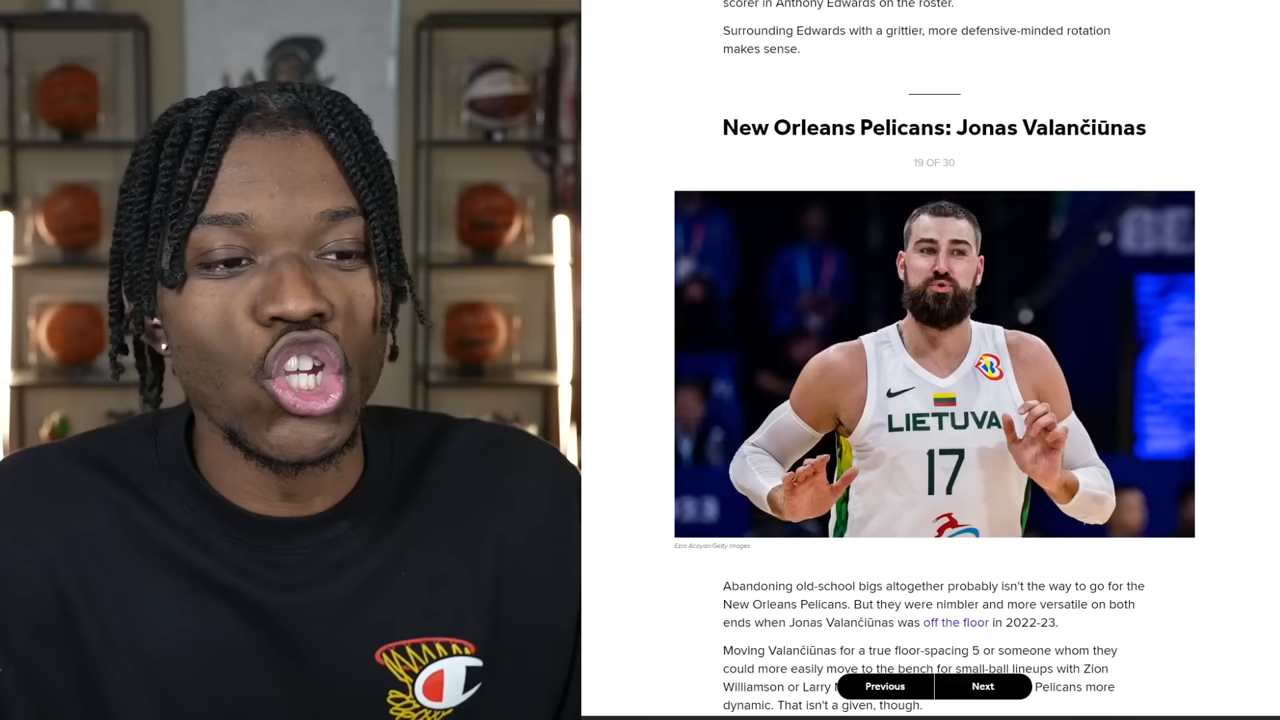 scorer in Anthony Edwards on the roster.
Surrounding Edwards with a grittier, more defensive-minded rotation
makes sense.
New Orleans Pelicans: Jonas Valančiūnas
19 OF 30
LIETUVA
17
Ezra Acayan/Getty Images
Abandoning old-school bigs altogether probably isn't the way to go for the
New Orleans Pelicans. But they were nimbler and more versatile on both
ends when Jonas Valančiūnas was off the floor in 2022-23.
Moving Valančiūnas for a true floor-spacing 5 or someone whom they
could more easily move to the bench for small-ball lineups with Zion
Williamson or Larry Pelicans more
Previous Next
dynamic. That isn't a given, though.